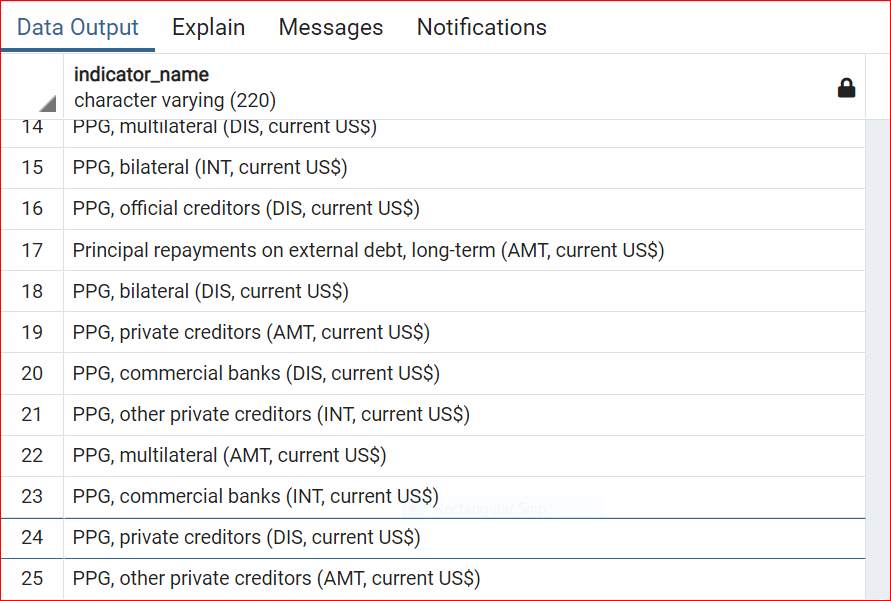 Data Output Explain Messages Notifications
indicator_name
character varying (220)
14 PPG, multilateral (DIS, current US$)
15 PPG, bilateral (INT, current US$)
16 PPG, official creditors (DIS, current US$)
17 Principal repayments on external debt, long-term (AMT, current US$)
18 PPG, bilateral (DIS, current US$)
19 PPG, private creditors (AMT, current US$)
20 PPG, commercial banks (DIS, current US$)
21 PPG, other private creditors (INT, current US$)
22 PPG, multilateral (AMT, current US$)
23 PPG, commercial banks (INT, current US$)
Rectangular Snip
24 PPG, private creditors (DIS, current US$)
25 PPG, other private creditors (AMT, current US$)